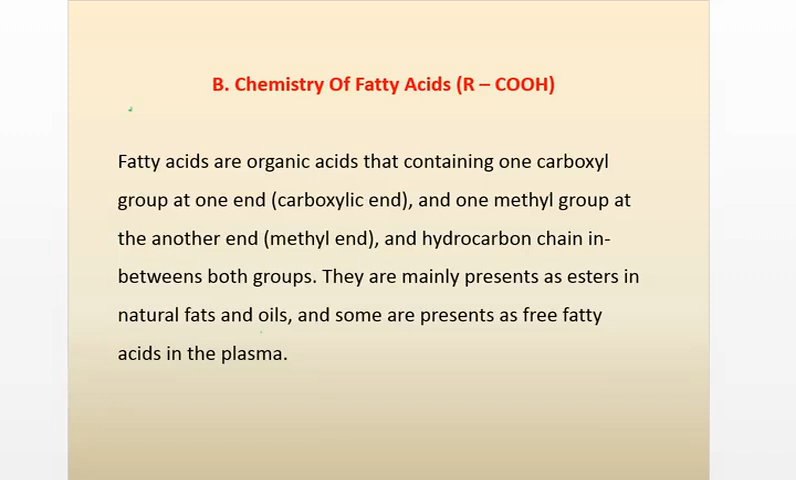 B. Chemistry Of Fatty Acids (R – COOH)
Fatty acids are organic acids that containing one carboxyl
group at one end (carboxylic end), and one methyl group at
the another end (methyl end), and hydrocarbon chain in-
betweens both groups. They are mainly presents as esters in
natural fats and oils, and some are presents as free fatty
acids in the plasma.